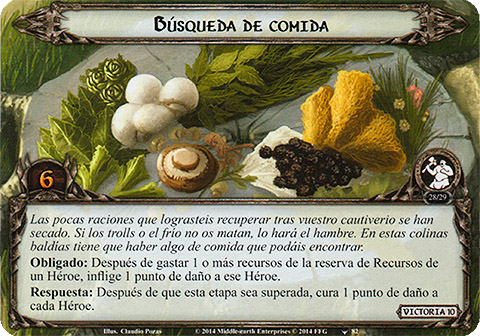 Búsqueda de comida
6
28/29
Las pocas raciones que lograsteis recuperar tras vuestro cautiverio se han
secado. Si los trolls o el frío no os matan, lo hará el hambre. En estas colinas
baldías tiene que haber algo de comida que podáis encontrar.
Obligado: Después de gastar 1 o más recursos de la reserva de Recursos de
un Héroe, inflige 1 punto de daño a ese Héroe.
Respuesta: Después de que esta etapa sea superada, cura 1 punto de daño a
cada Héroe.
VICTORIA 10
Illus. Claudio Pozas © 2014 Middle-earth Enterprises © 2014 FFG 82